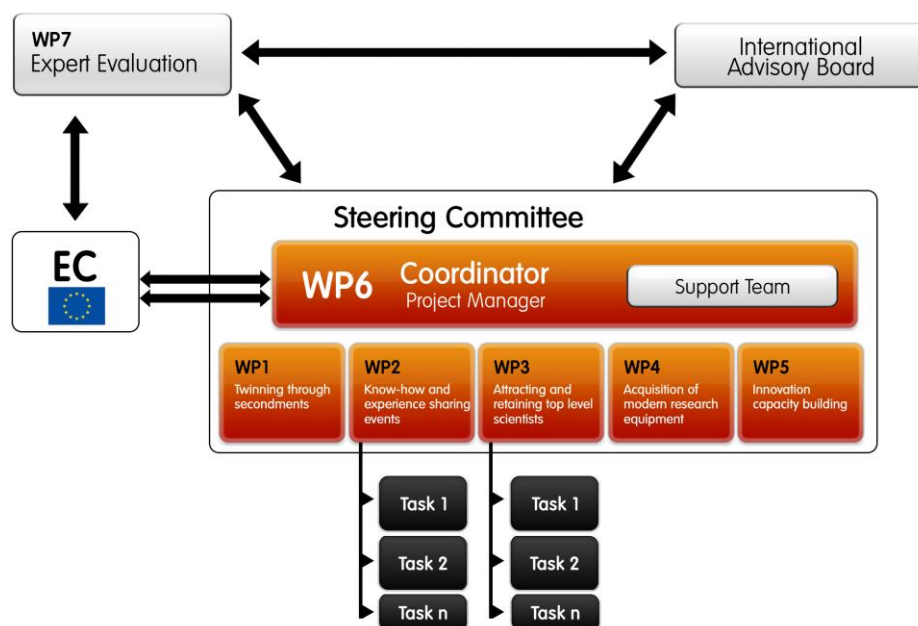 WP7
Expert Evaluation
International
Advisory Board
Steering Committee
EC
WP6
Coordinator
Project Manager
Support Team
WP1
Twinning through
secondments
WP2
Know-how and
experience sharing
events
WP3
Attracting and
retaining top level
scientists
WP4
Acquisition of
modern research
equipment
WP5
Innovation
capacity building
Task 1
Task 2
Task n
Task 1
Task 2
Task n